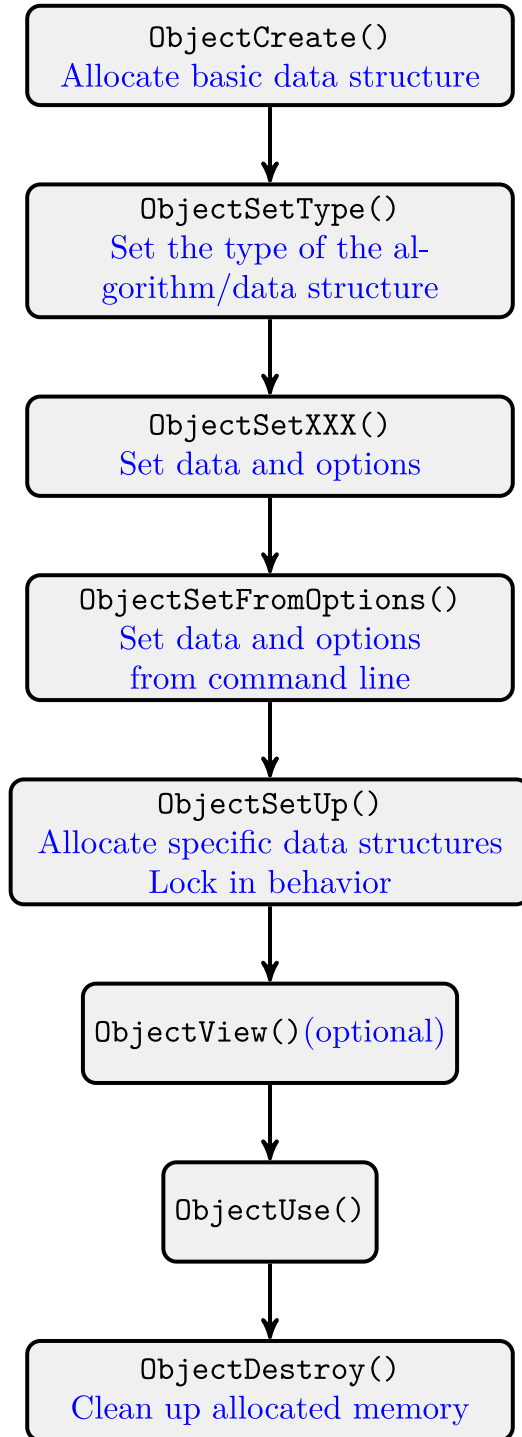 ObjectCreate()
Allocate basic data structure
ObjectSetType()
Set the type of the al-
gorithm/data structure
ObjectSetXXX()
Set data and options
ObjectSetFromOptions()
Set data and options
from command line
ObjectSetUp()
Allocate specific data structures
Lock in behavior
ObjectView()(optional)
ObjectUse()
ObjectDestroy()
Clean up allocated memory